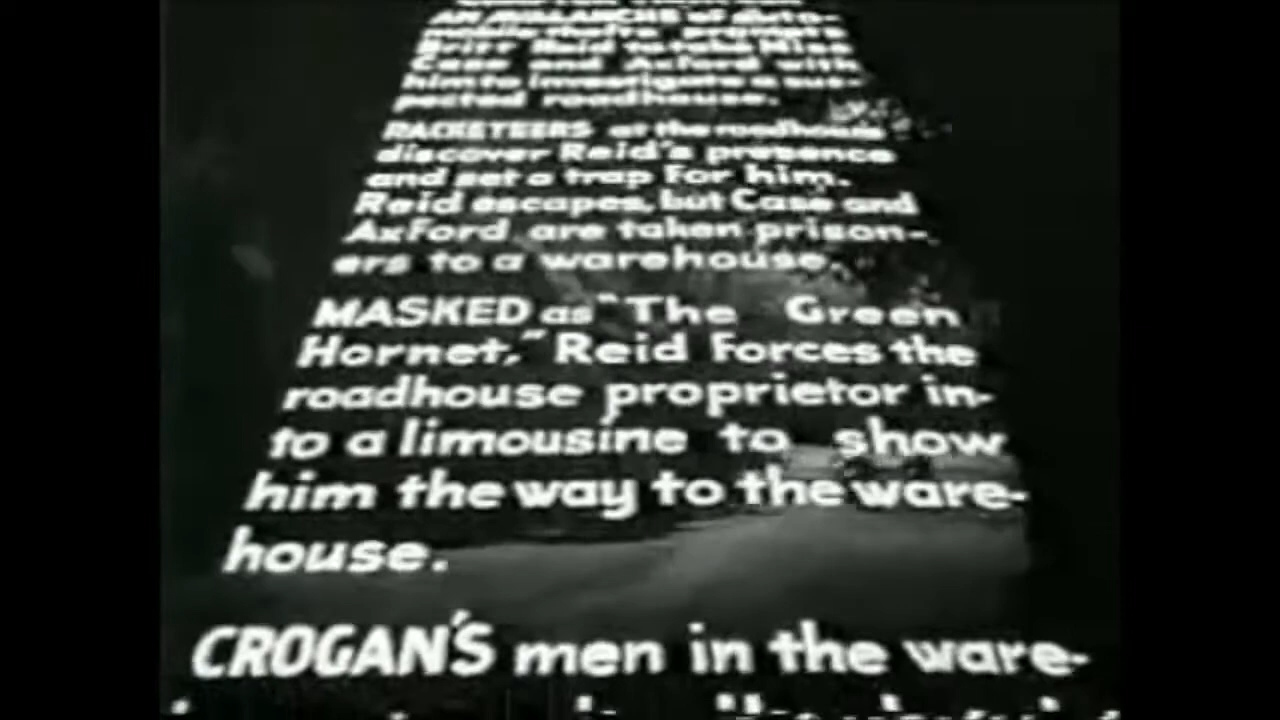 AN AVALANCHE of auto-
mobile thefts prompts
Britt Reid to take Miss
Case and Axford with
him to investigate a sus-
pected roadhouse.
RACKETEERS at the roadhouse
discover Reid's presence
and set a trap for him.
Reid escapes, but Case and
Axford are taken prison-
ers to a warehouse.
MASKED as "The Green
Hornet," Reid forces the
roadhouse proprietor in-
to a limousine to show
him the way to the ware-
house.
CROGAN'S men in the ware-